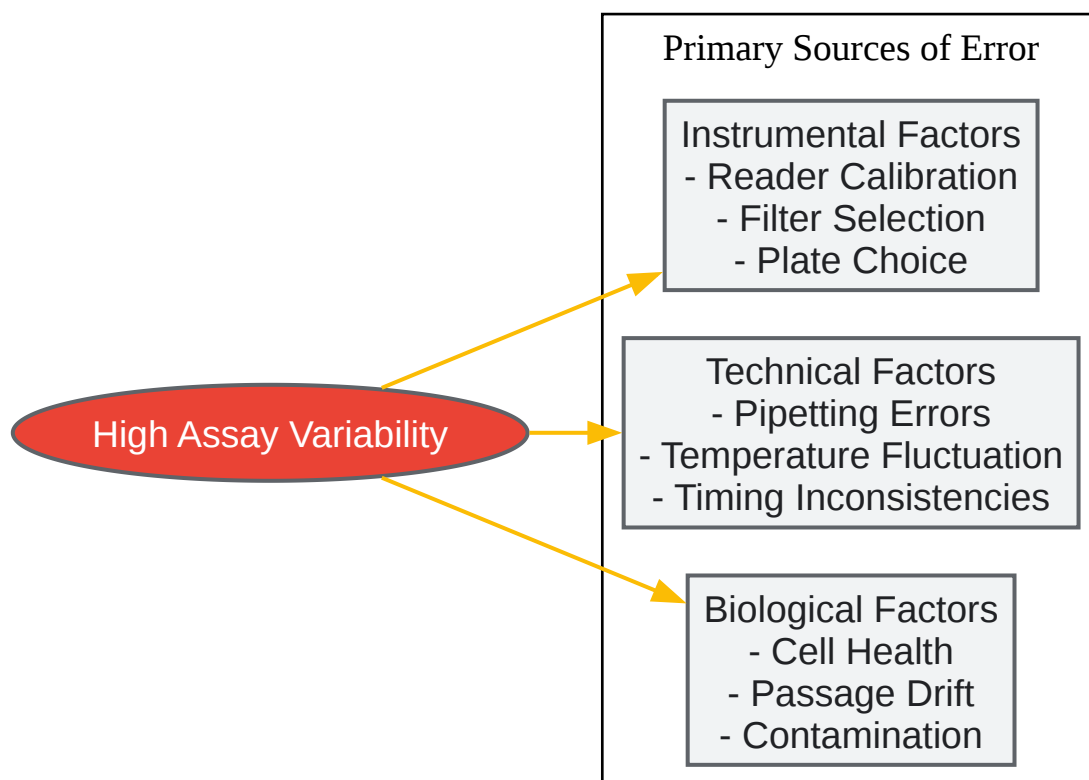 Primary Sources of Error
Instrumental Factors
- Reader Calibration
- Filter Selection
- Plate Choice
High Assay Variability
Technical Factors
- Pipetting Errors
- Temperature Fluctuation
- Timing Inconsistencies
Biological Factors
- Cell Health
- Passage Drift
- Contamination